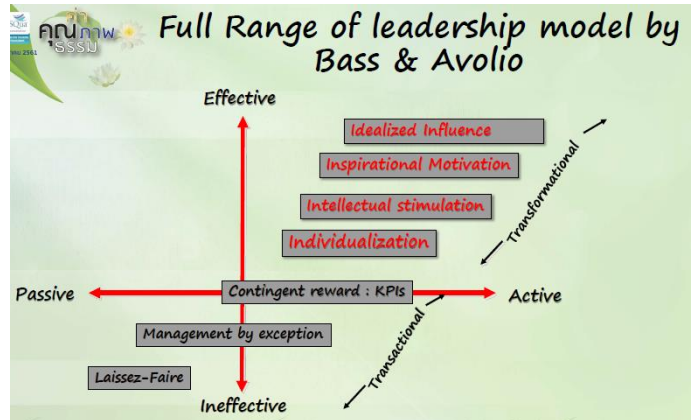 SQua
คุณภาพ
ธรรม
2561
Full Range of leadership model by
Bass & Avolio
Effective
Idealized Influence
Inspirational Motivation
Intellectual stimulation
Individualization
Transformational
Passive
Contingent reward : KPIs
Active
Management by exception
Transactional
Laissez-Faire
Ineffective